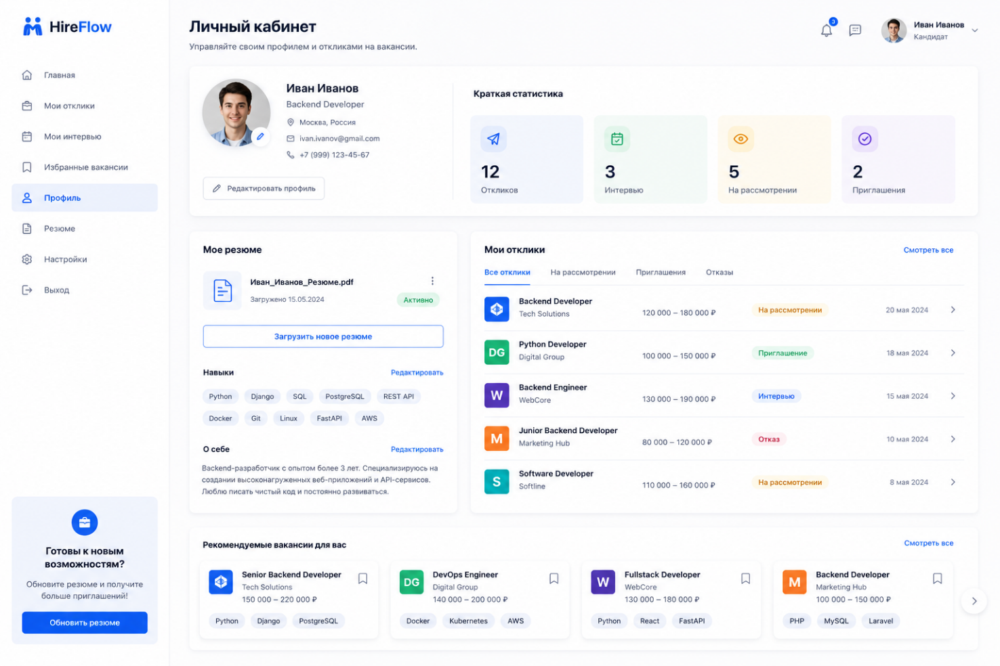 HireFlow
Главная
Мои отклики
Мои интервью
Избранные вакансии
Профиль
Резюме
Настройки
Выход
Готовы к новым
возможностям?
Обновите резюме и получите
больше приглашений!
Обновить резюме
Личный кабинет
Управляйте своим профилем и откликами на вакансии.
3
Иван Иванов
Кандидат
Иван Иванов
Backend Developer
Москва, Россия
ivan.ivanov@gmail.com
+7 (999) 123-45-67
Редактировать профиль
Краткая статистика
12
Откликов
3
Интервью
5
На рассмотрении
2
Приглашения
Мое резюме
Иван_Иванов_Резюме.pdf
Загружено 15.05.2024
Активно
Загрузить новое резюме
Навыки Редактировать
Python Django SQL PostgreSQL REST API
Docker Git Linux FastAPI AWS
О себе Редактировать
Backend-разработчик с опытом более 3 лет. Специализируюсь на
создании высоконагруженных веб-приложений и API-сервисов.
Люблю писать чистый код и постоянно развиваться.
Мои отклики Смотреть все
Все отклики На рассмотрении Приглашения Отказы
Backend Developer
Tech Solutions
120 000 – 180 000 ₽ На рассмотрении 20 мая 2024
DG
Python Developer
Digital Group
100 000 – 150 000 ₽ Приглашение 18 мая 2024
W
Backend Engineer
WebCore
130 000 – 190 000 ₽ Интервью 15 мая 2024
M
Junior Backend Developer
Marketing Hub
80 000 – 120 000 ₽ Отказ 10 мая 2024
S
Software Developer
Softline
110 000 – 160 000 ₽ На рассмотрении 8 мая 2024
Рекомендуемые вакансии для вас Смотреть все
Senior Backend Developer
Tech Solutions
150 000 – 220 000 ₽
Python Django PostgreSQL
DG
DevOps Engineer
Digital Group
140 000 – 200 000 ₽
Docker Kubernetes AWS
W
Fullstack Developer
WebCore
130 000 – 180 000 ₽
Python React FastAPI
M
Backend Developer
Marketing Hub
100 000 – 150 000 ₽
PHP MySQL Laravel